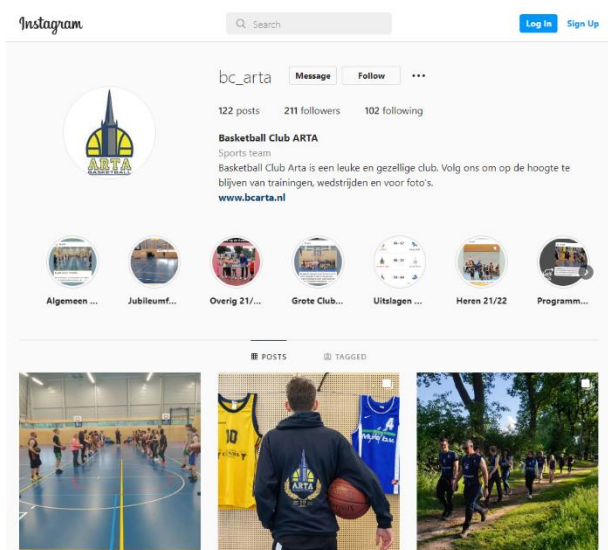 Instagram
Search
Log In
Sign Up
bc_arta
Message
Follow
122 posts
211 followers
102 following
Basketball Club ARTA
Sports team
Basketball Club Arta is een leuke en gezellige club. Volg ons om op de hoogte te
blijven van trainingen, wedstrijden en voor foto's.
www.bcarta.nl
ARTA
BASKETBALL
Algemeen ...
Jubileumf...
Overig 21/...
Grote Club...
Uitslagen ...
Heren 21/22
Programm...
POSTS
TAGGED
10
4
ARTA